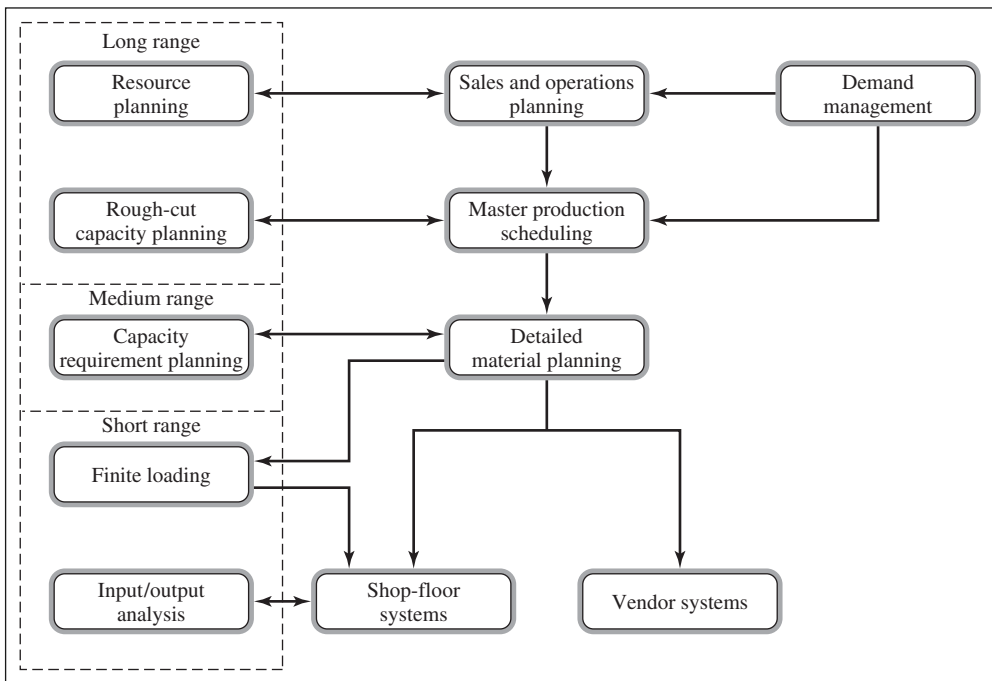 Long range
Resource
planning
Sales and operations
planning
Demand
management
Rough-cut
capacity planning
Master production
scheduling
Medium range
Capacity
requirement planning
Detailed
material planning
Short range
Finite loading
Input/output
analysis
Shop-floor
systems
Vendor systems